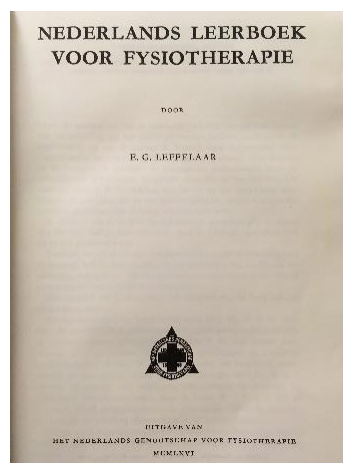 NEDERLANDS LEERBOEK
VOOR FYSIOTHERAPIE
DOOR
E. G. LEFFELAAR
UITGAVE VAN
HET NEDERLANDS GENOOTSCHAP VOOR FYSIOTHERAPIE
MCMLXVI